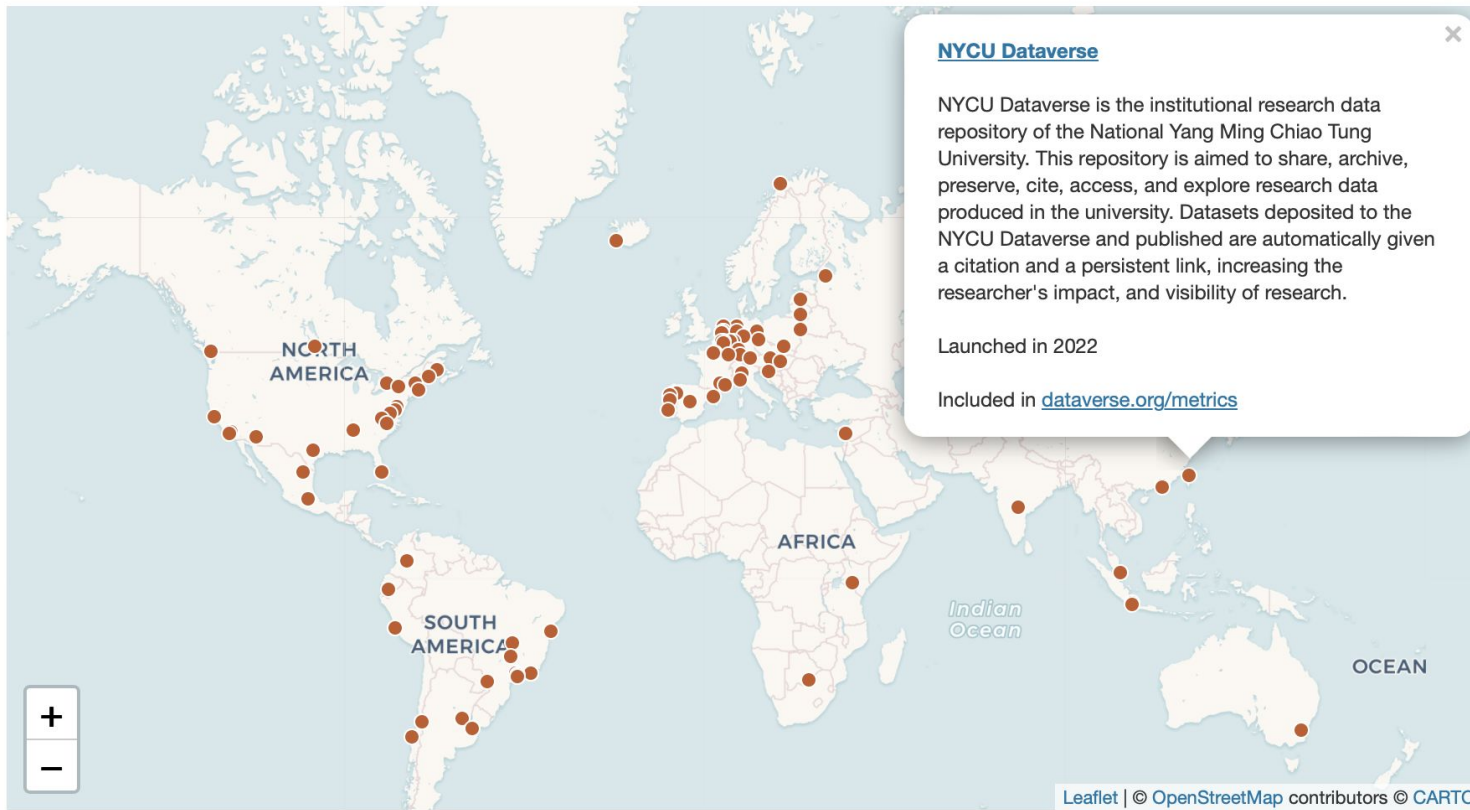 NYCU Dataverse
×
NYCU Dataverse is the institutional research data
repository of the National Yang Ming Chiao Tung
University. This repository is aimed to share, archive,
preserve, cite, access, and explore research data
produced in the university. Datasets deposited to the
NYCU Dataverse and published are automatically given
a citation and a persistent link, increasing the
researcher's impact, and visibility of research.
Launched in 2022
Included in dataverse.org/metrics
NORTH
AMERICA
AFRICA
SOUTH
AMERICA
Indian
Ocean
OCEAN
+
−
Leaflet | © OpenStreetMap contributors © CARTO